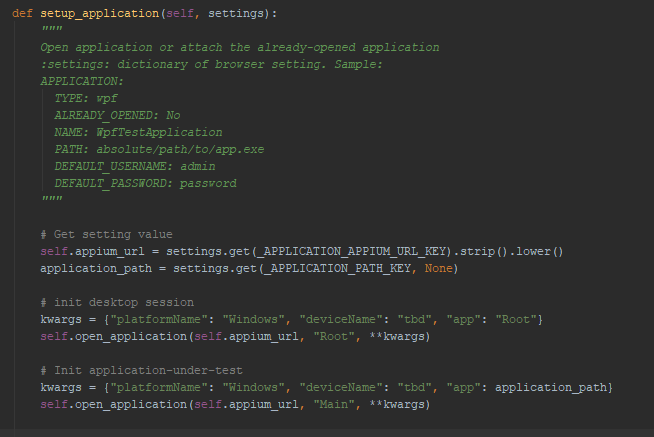 def setup_application(self, settings):
"""
Open application or attach the already-opened application
:settings: dictionary of browser setting. Sample:
APPLICATION:
TYPE: wpf
ALREADY_OPENED: No
NAME: WpfTestApplication
PATH: absolute/path/to/app.exe
DEFAULT_USERNAME: admin
DEFAULT_PASSWORD: password
"""
# Get setting value
self.appium_url = settings.get(_APPLICATION_APPIUM_URL_KEY).strip().lower()
application_path = settings.get(_APPLICATION_PATH_KEY, None)
# init desktop session
kwargs = {"platformName": "Windows", "deviceName": "tbd", "app": "Root"}
self.open_application(self.appium_url, "Root", **kwargs)
# Init application-under-test
kwargs = {"platformName": "Windows", "deviceName": "tbd", "app": application_path}
self.open_application(self.appium_url, "Main", **kwargs)